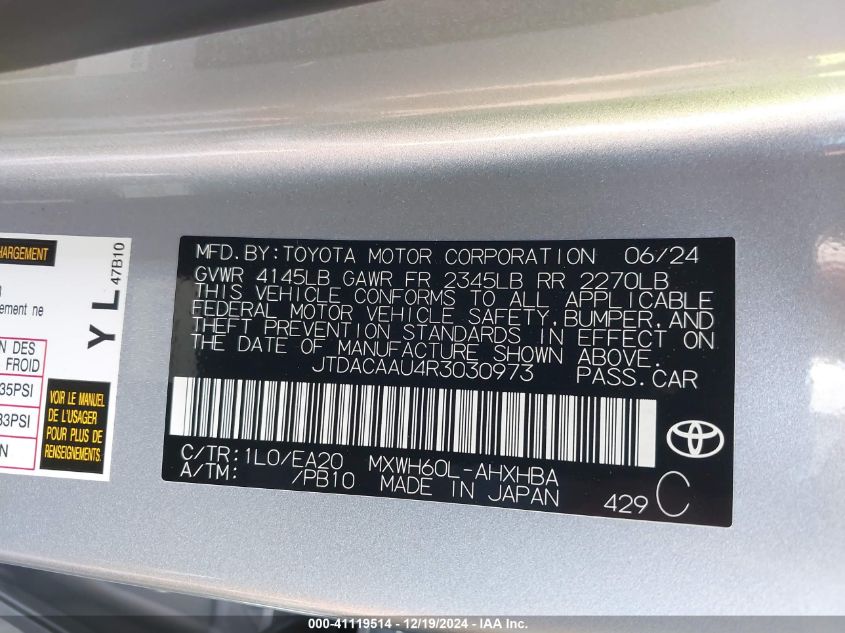 HARGEMENT
ement ne
N DES
FROID
35PSI
33PSI
N
VOIR LE MANUEL
DE L'USAGER
POUR PLUS DE
RENSEIGNEMENTS.
YL
47B10
MFD.BY:TOYOTA MOTOR CORPORATION 06/24
GVWR 4145LB GAWR FR 2345LB RR 2270LB
THIS VEHICLE CONFORMS TO ALL APPLICABLE
FEDERAL MOTOR VEHICLE SAFETY,BUMPER,AND
THEFT PREVENTION STANDARDS IN EFFECT ON
THE DATE OF MANUFACTURE SHOWN ABOVE.
JTDACAAU4R3030973 PASS.CAR
C/TR:1L0/EA20 MXWH60L-AHXHBA
A/TM: /PB10 MADE IN JAPAN
429 C
000-41119514 - 12/19/2024 - IAA Inc.